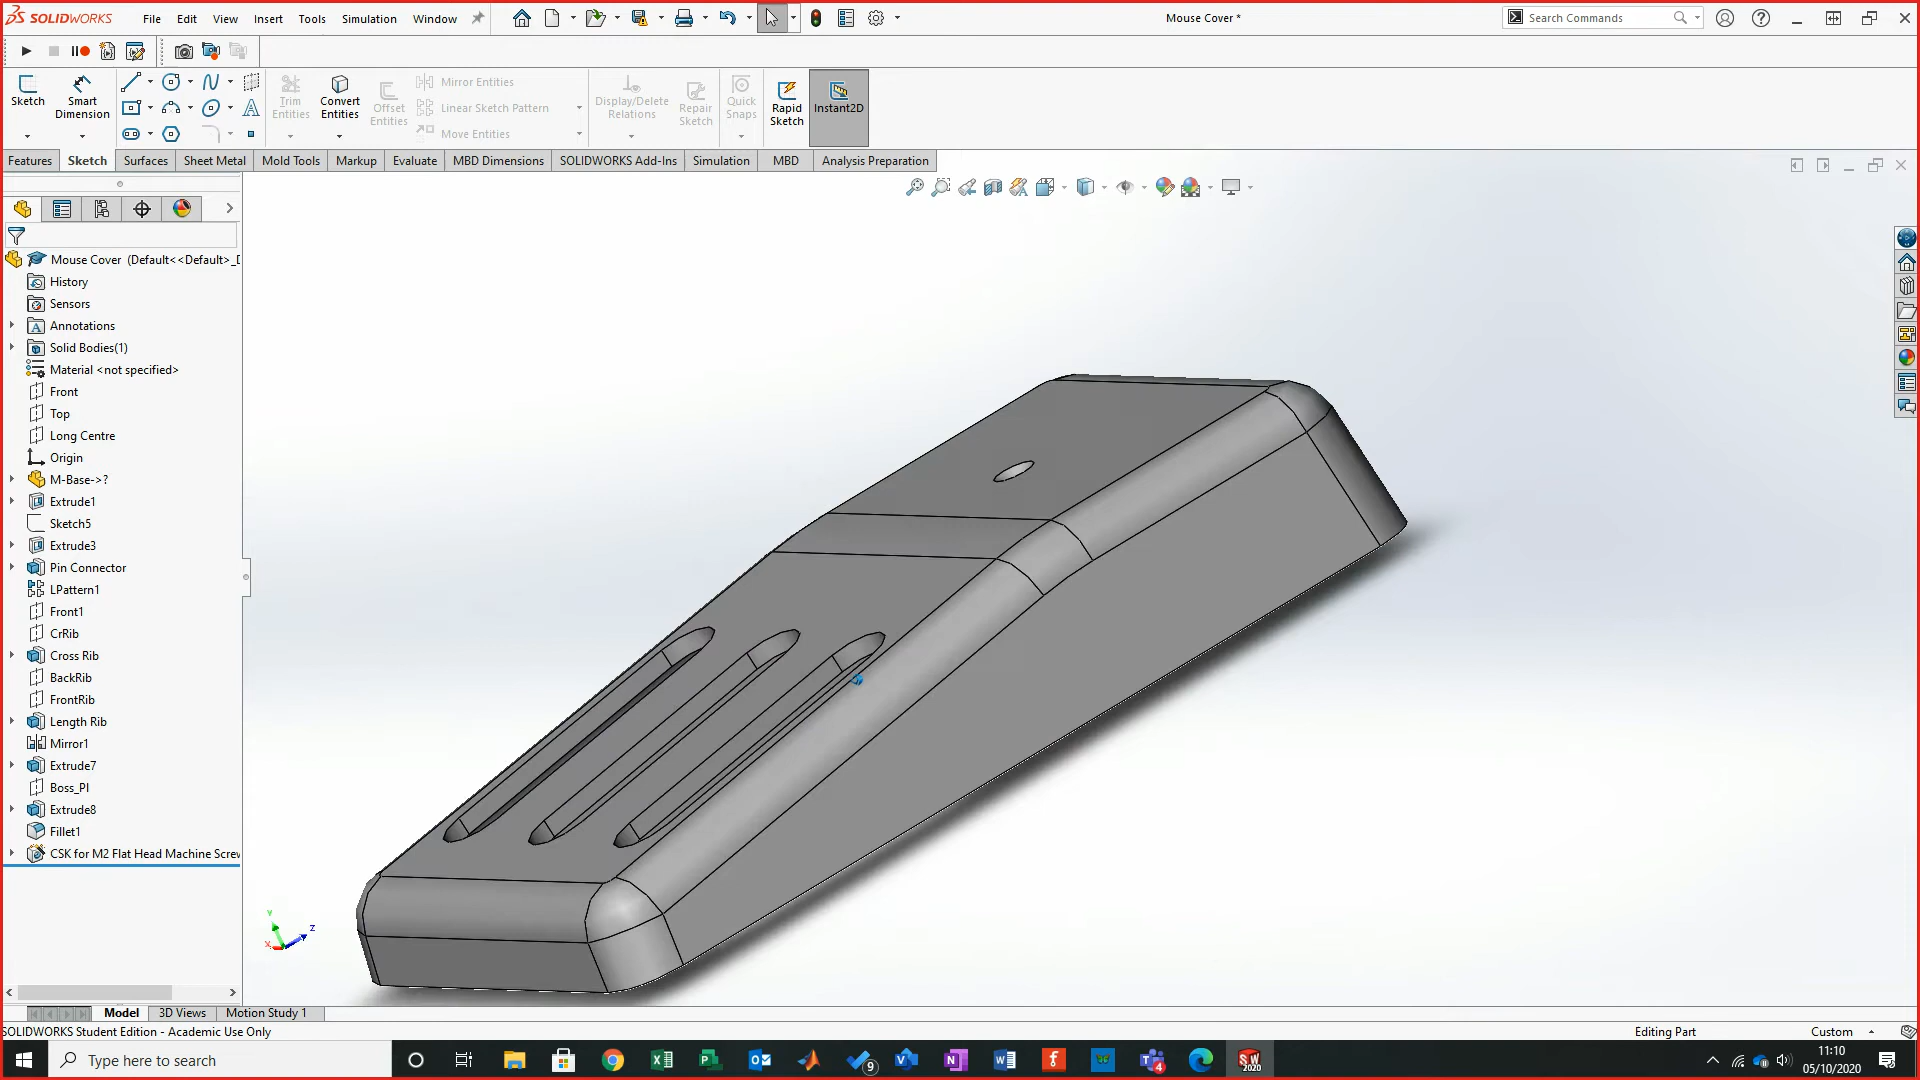 SOLIDWORKS File Edit View Insert Tools Simulation Window Mouse Cover * Search Commands
Sketch Smart Dimension Trim Entities Convert Entities Offset Entities Mirror Entities Linear Sketch Pattern Move Entities Display/Delete Relations Repair Sketch Quick Snaps Rapid Sketch Instant2D
Features Sketch Surfaces Sheet Metal Mold Tools Markup Evaluate MBD Dimensions SOLIDWORKS Add-Ins Simulation MBD Analysis Preparation
Mouse Cover (Default<<Default>_D
History
Sensors
Annotations
Solid Bodies(1)
Material <not specified>
Front
Top
Long Centre
Origin
M-Base->?
Extrude1
Sketch5
Extrude3
Pin Connector
LPattern1
Front1
CrRib
Cross Rib
BackRib
FrontRib
Length Rib
Mirror1
Extrude7
Boss_Pl
Extrude8
Fillet1
CSK for M2 Flat Head Machine Screw
Y
Z
X
Model 3D Views Motion Study 1
SOLIDWORKS Student Edition - Academic Use Only Editing Part Custom
Type here to search
9
4
SW 2020
11:10
05/10/2020